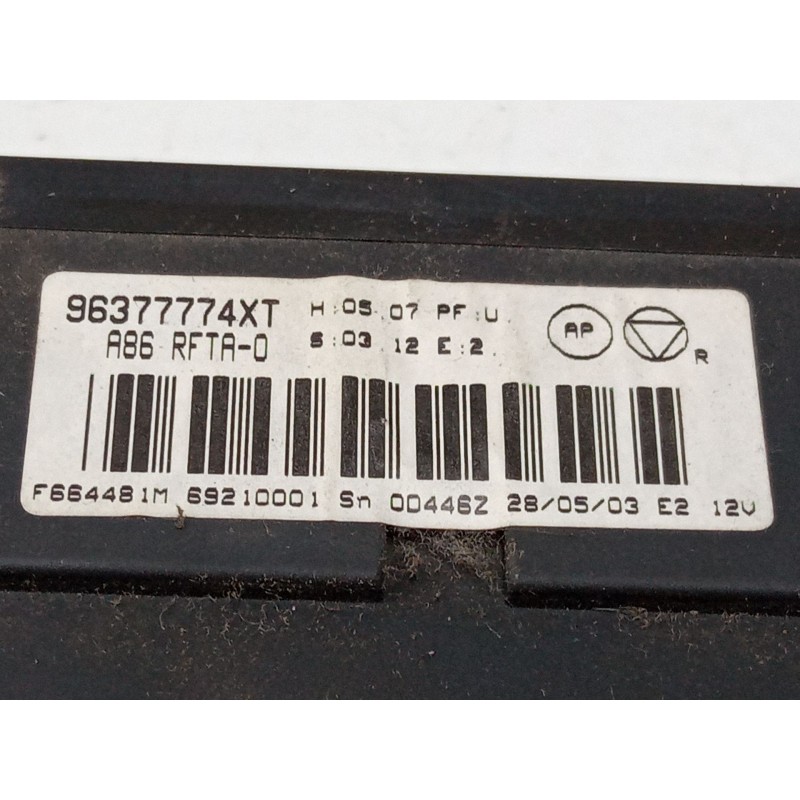 96377774XT H:05.07 PF:U. AP
A86 RFTA-0 S:03.12 E:2. R
F664481M 69210001 Sn 00446Z 28/05/03 E2 12V